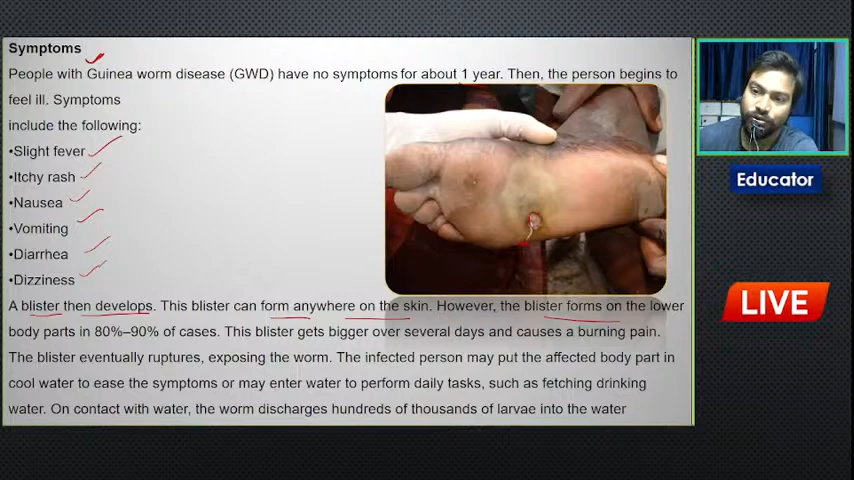 Symptoms
People with Guinea worm disease (GWD) have no symptoms for about 1 year. Then, the person begins to
feel ill. Symptoms
include the following:
•Slight fever
•Itchy rash
•Nausea
•Vomiting
•Diarrhea
•Dizziness
A blister then develops. This blister can form anywhere on the skin. However, the blister forms on the lower
body parts in 80%–90% of cases. This blister gets bigger over several days and causes a burning pain.
The blister eventually ruptures, exposing the worm. The infected person may put the affected body part in
cool water to ease the symptoms or may enter water to perform daily tasks, such as fetching drinking
water. On contact with water, the worm discharges hundreds of thousands of larvae into the water
Educator
LIVE